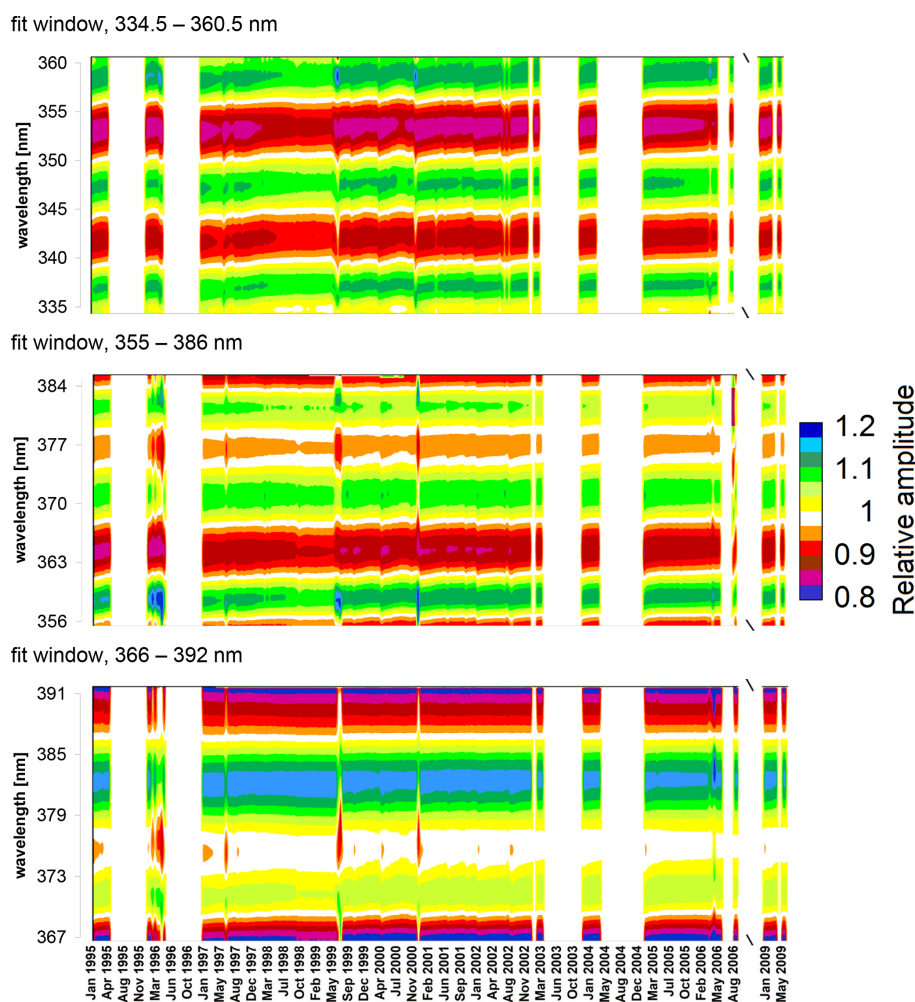 fit window, 334.5 – 360.5 nm
360
355
350
345
340
335
wavelength [nm]
fit window, 355 – 386 nm
384
377
370
363
356
wavelength [nm]
1.2
1.1
1
0.9
0.8
Relative amplitude
fit window, 366 – 392 nm
391
385
379
373
367
wavelength [nm]
Jan 1995
Apr 1995
Aug 1995
Nov 1995
Mar 1996
Jun 1996
Oct 1996
Jan 1997
May 1997
Aug 1997
Dec 1997
Apr 1998
Jul 1998
Oct 1998
Feb 1999
May 1999
Sep 1999
Dec 1999
Apr 2000
Jul 2000
Nov 2000
Feb 2001
Jun 2001
Sep 2001
Jan 2002
Apr 2002
Aug 2002
Nov 2002
Mar 2003
Jun 2003
Oct 2003
Jan 2004
May 2004
Aug 2004
Nov 2004
Mar 2005
Jul 2005
Oct 2005
Feb 2006
May 2006
Aug 2006
Jan 2009
May 2009